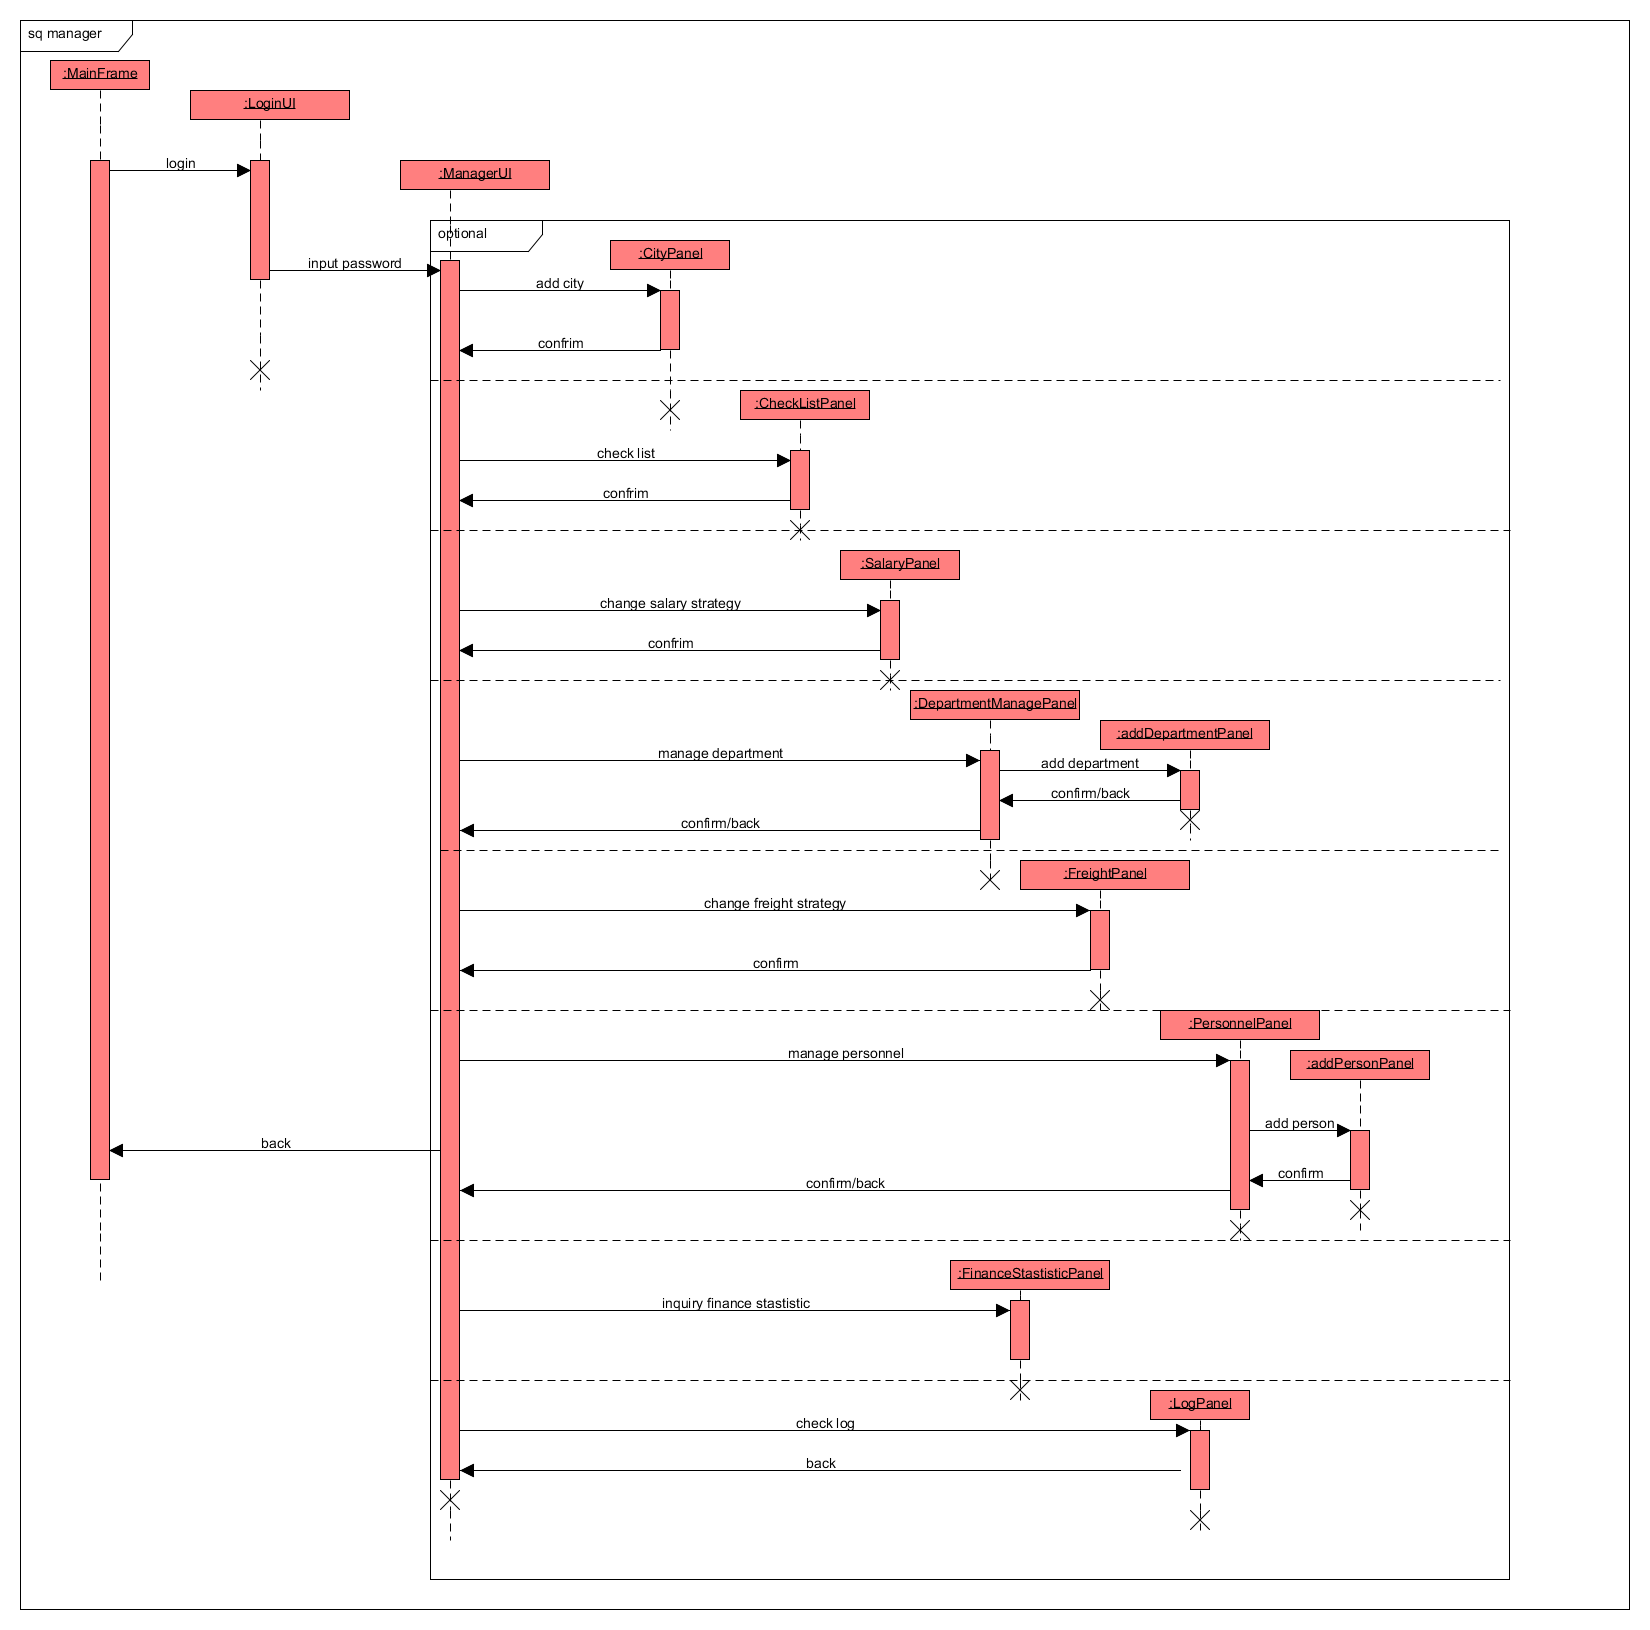 sq manager
:MainFrame
:LoginUI
login
:ManagerUI
optional
:CityPanel
input password
add city
confrim
:CheckListPanel
check list
confrim
:SalaryPanel
change salary strategy
confrim
:DepartmentManagePanel
:addDepartmentPanel
manage department
add department
confirm/back
confirm/back
:FreightPanel
change freight strategy
confirm
:PersonnelPanel
manage personnel
:addPersonPanel
add person
back
confirm
confirm/back
:FinanceStastisticPanel
inquiry finance stastistic
:LogPanel
check log
back